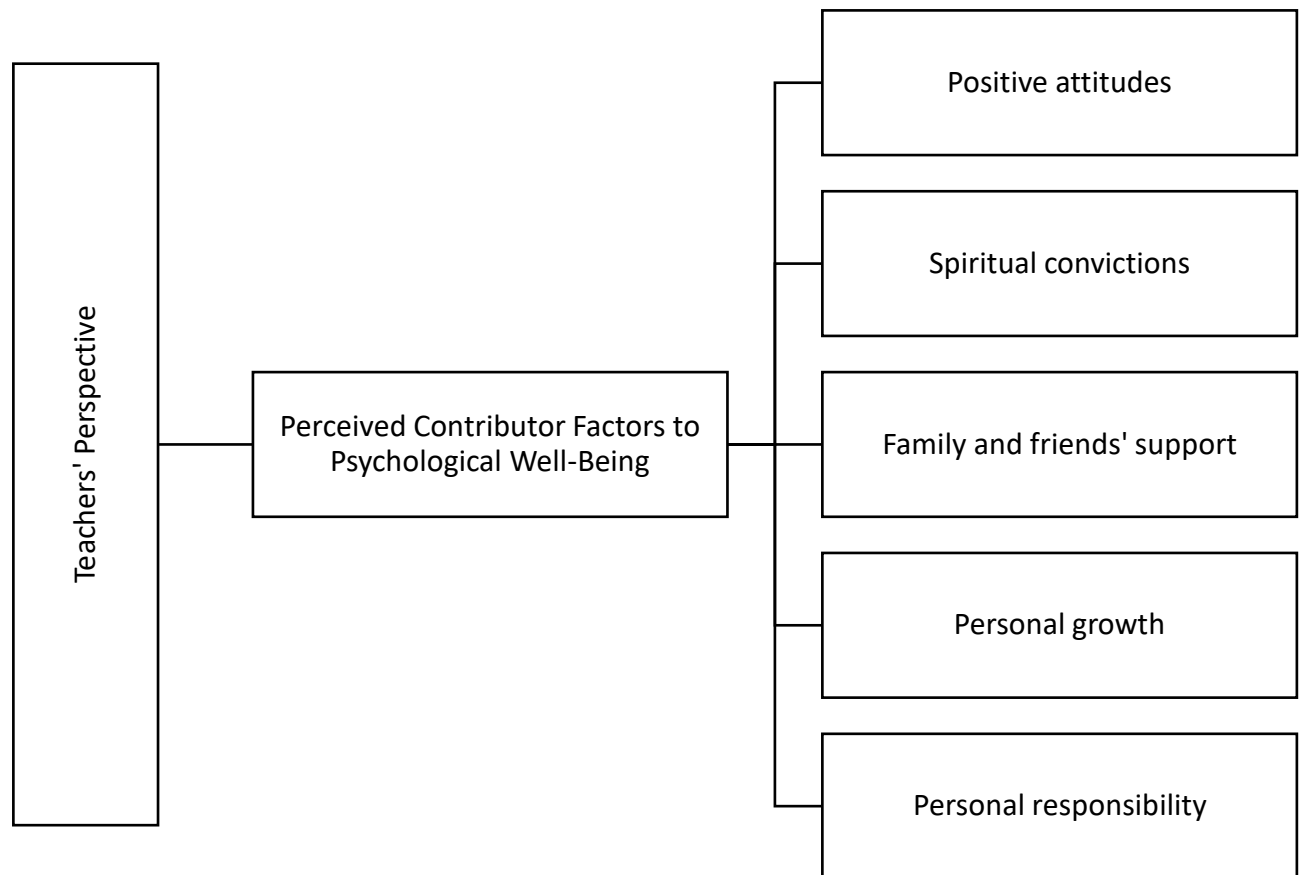 Teachers' Perspective
Perceived Contributor Factors to
Psychological Well-Being
Positive attitudes
Spiritual convictions
Family and friends' support
Personal growth
Personal responsibility